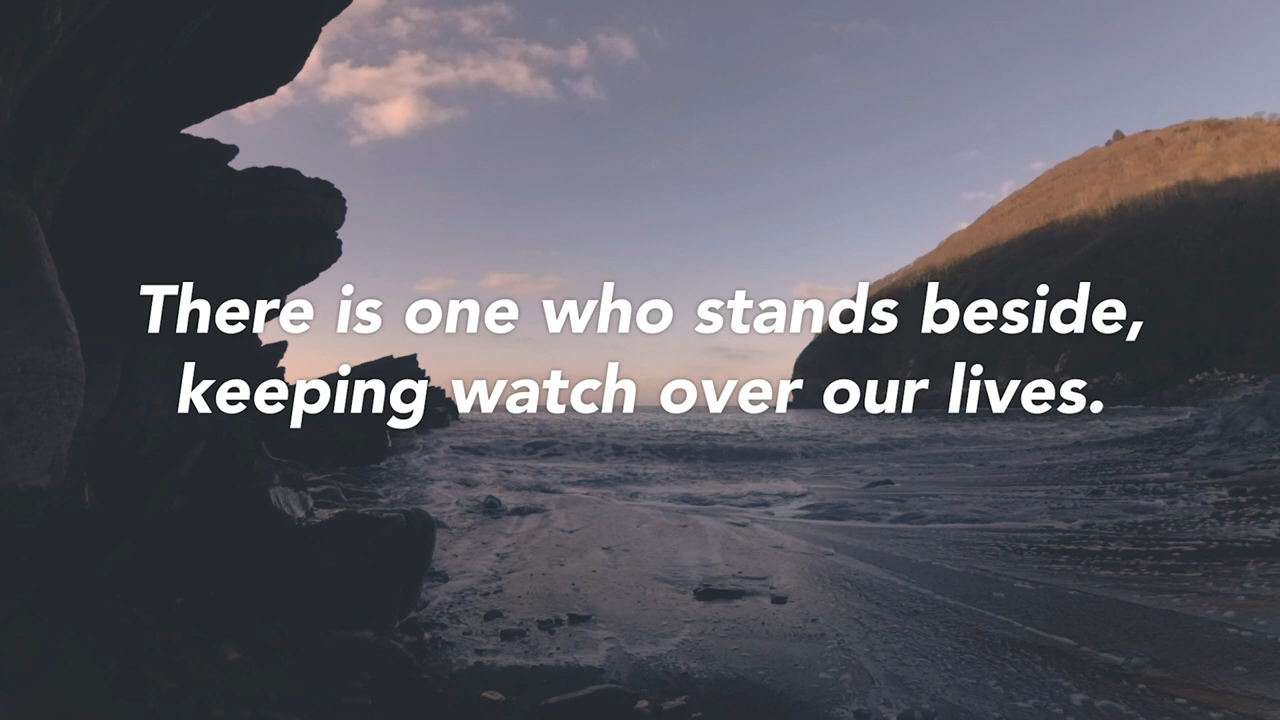 There is one who stands beside,
keeping watch over our lives.